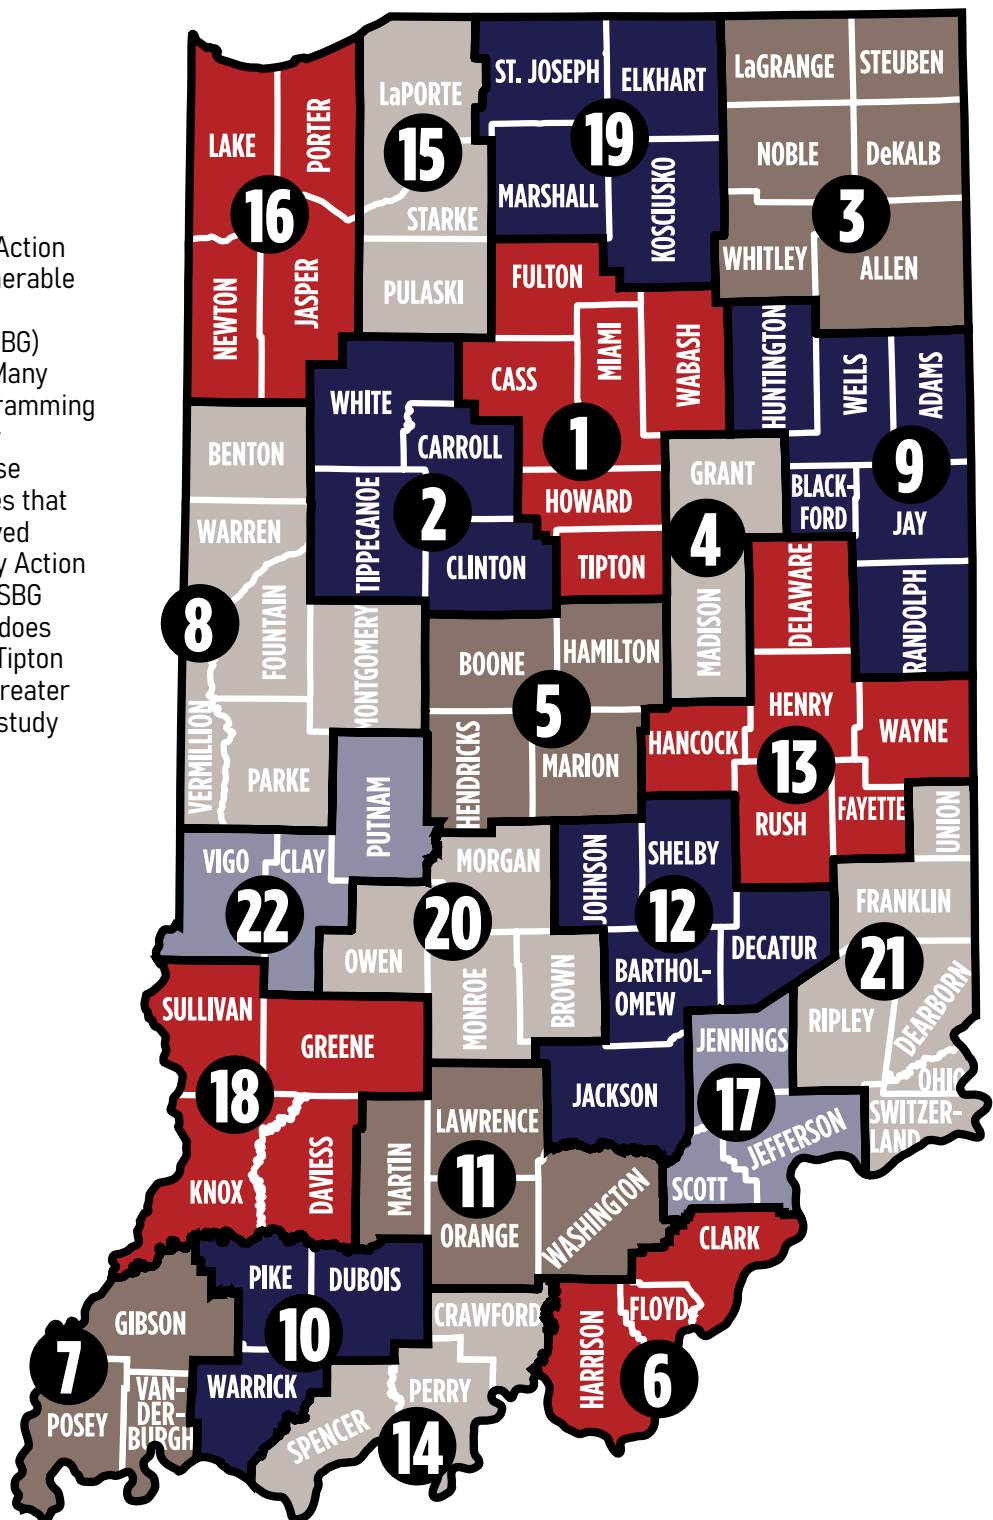 Action
nerable
BG)
Many
ramming
se
es that
ved
y Action
SBG
does
Tipton
reater
study
ST. JOSEPH
ELKHART
LaGRANGE
STEUBEN
LaPORTE
LAKE
PORTER
15
19
NOBLE
DeKALB
MARSHALL
KOSCIUSKO
16
STARKE
3
WHITLEY
ALLEN
NEWTON
JASPER
PULASKI
FULTON
MIAMI
WABASH
HUNTINGTON
WELLS
ADAMS
WHITE
CASS
CARROLL
1
BENTON
GRANT
9
TIPPECANOE
2
HOWARD
BLACK-
FORD
JAY
WARREN
4
CLINTON
TIPTON
DELAWARE
RANDOLPH
8
FOUNTAIN
MONTGOMERY
MADISON
BOONE
HAMILTON
5
HENRY
WAYNE
VERMILLION
HENDRICKS
MARION
HANCOCK
13
PARKE
PUTNAM
RUSH
FAYETTE
UNION
VIGO
CLAY
MORGAN
JOHNSON
SHELBY
22
20
12
FRANKLIN
OWEN
MONROE
BROWN
BARTHOL-
OMEW
DECATUR
21
SULLIVAN
GREENE
RIPLEY
DEARBORN
JENNINGS
OHIO
18
JACKSON
17
SWITZER-
LAND
LAWRENCE
JEFFERSON
KNOX
DAVIESS
MARTIN
11
SCOTT
ORANGE
WASHINGTON
CLARK
PIKE
DUBOIS
GIBSON
10
CRAWFORD
HARRISON
FLOYD
7
6
WARRICK
PERRY
POSEY
VAN-
DER-
BURGH
SPENCER
14